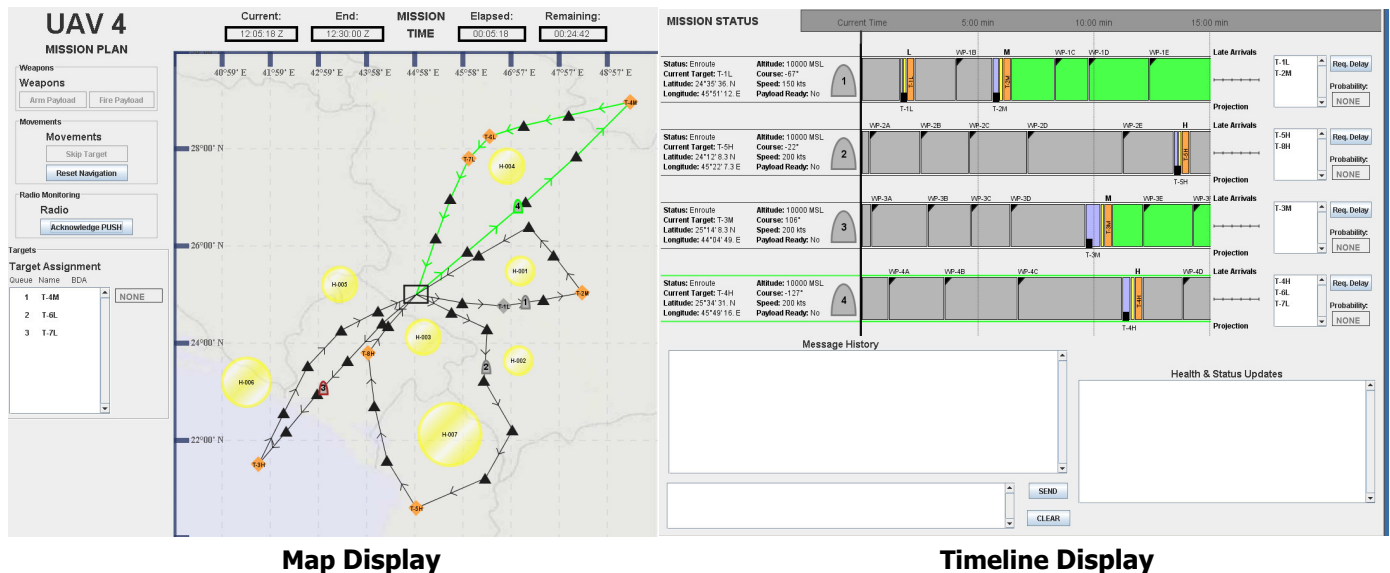 UAV 4
MISSION PLAN
Weapons
Weapons
Arm Payload
Fire Payload
Movements
Movements
Skip Target
Reset Navigation
Radio Monitoring
Radio
Acknowledge PUSH
Targets
Target Assignment
Queue Name BDA
1 T-4M
NONE
2 T-6L
3 T-7L
Current: End: MISSION Elapsed: Remaining:
12:05:18 Z 12:30:00 Z TIME 00:05:18 00:24:42
40°59' E 41°59' E 42°59' E 43°58' E 44°58' E 45°58' E 46°57' E 47°57' E 48°57' E
28°00' N
26°00' N
24°00' N
22°00' N
T-4M
T-6L
T-7L
H-004
4
H-001
H-005
T-2M
T-1L
1
H-003
T-8H
H-002
2
H-006
3
H-007
T-3H
T-5H
Map Display
MISSION STATUS
Current Time 5:00 min 10:00 min 15:00 min
Status: Enroute Altitude: 10000 MSL
Current Target: T-1L Course: -67°
Latitude: 24°35' 36. N Speed: 150 kts
Longitude: 45°51' 12. E Payload Ready: No
1
L WP-1B M WP-1C WP-1D WP-1E
T-1L T-2M
T-1L T-2M
Late Arrivals
Projection
T-1L
T-2M
Req. Delay
Probability:
NONE
Status: Enroute Altitude: 10000 MSL
Current Target: T-5H Course: -22°
Latitude: 24°12' 8.3 N Speed: 200 kts
Longitude: 45°22' 7.3 E Payload Ready: No
2
WP-2A WP-2B WP-2C WP-2D WP-2E H
T-5H
T-5H
Late Arrivals
Projection
T-5H
T-8H
Req. Delay
Probability:
NONE
Status: Enroute Altitude: 10000 MSL
Current Target: T-3M Course: 106°
Latitude: 25°14' 8.3 N Speed: 200 kts
Longitude: 44°04' 49. E Payload Ready: No
3
WP-3A WP-3B WP-3C WP-3D M WP-3E
T-3M
T-3M
Late Arrivals
Projection
T-3M
Req. Delay
Probability:
NONE
Status: Enroute Altitude: 10000 MSL
Current Target: T-4H Course: -127°
Latitude: 25°34' 31. N Speed: 200 kts
Longitude: 45°49' 16. E Payload Ready: No
4
WP-4A WP-4B WP-4C H WP-4D
T-4H
T-4H
Late Arrivals
Projection
T-4H
T-6L
T-7L
Req. Delay
Probability:
NONE
Message History
Health & Status Updates
SEND
CLEAR
Timeline Display